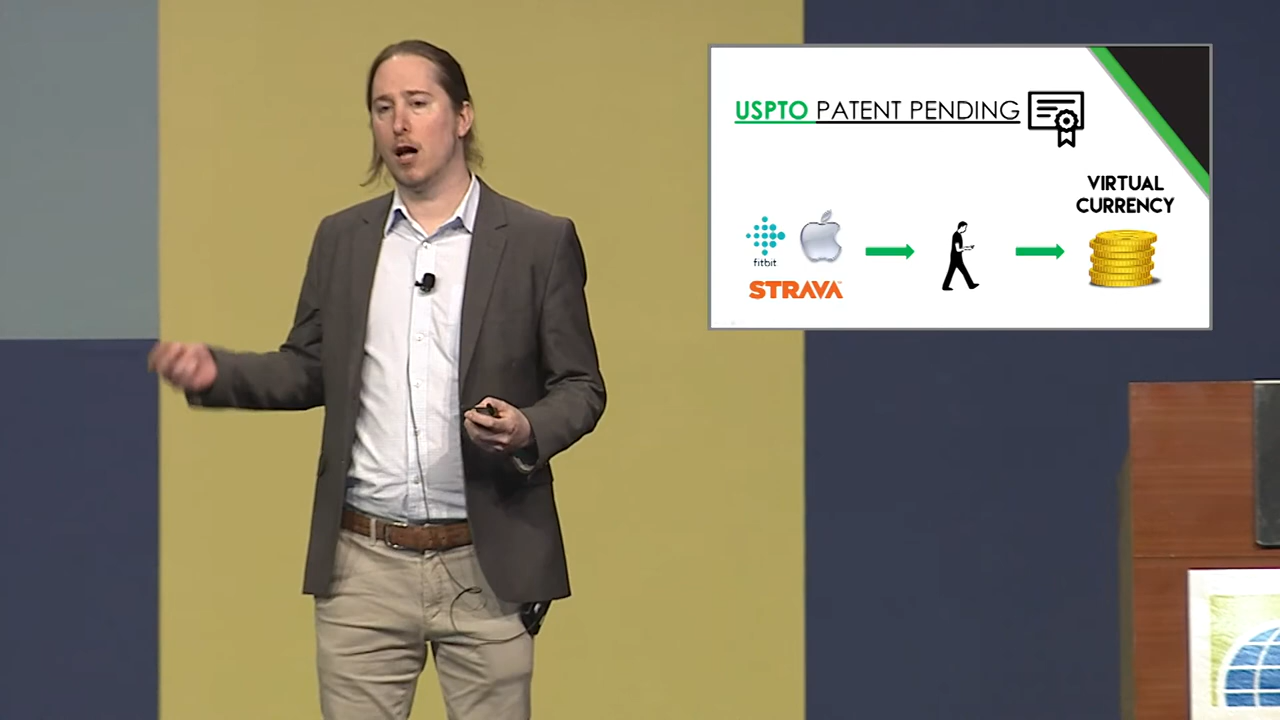 USPTO PATENT PENDING
VIRTUAL
CURRENCY
fitbit
STRAVA